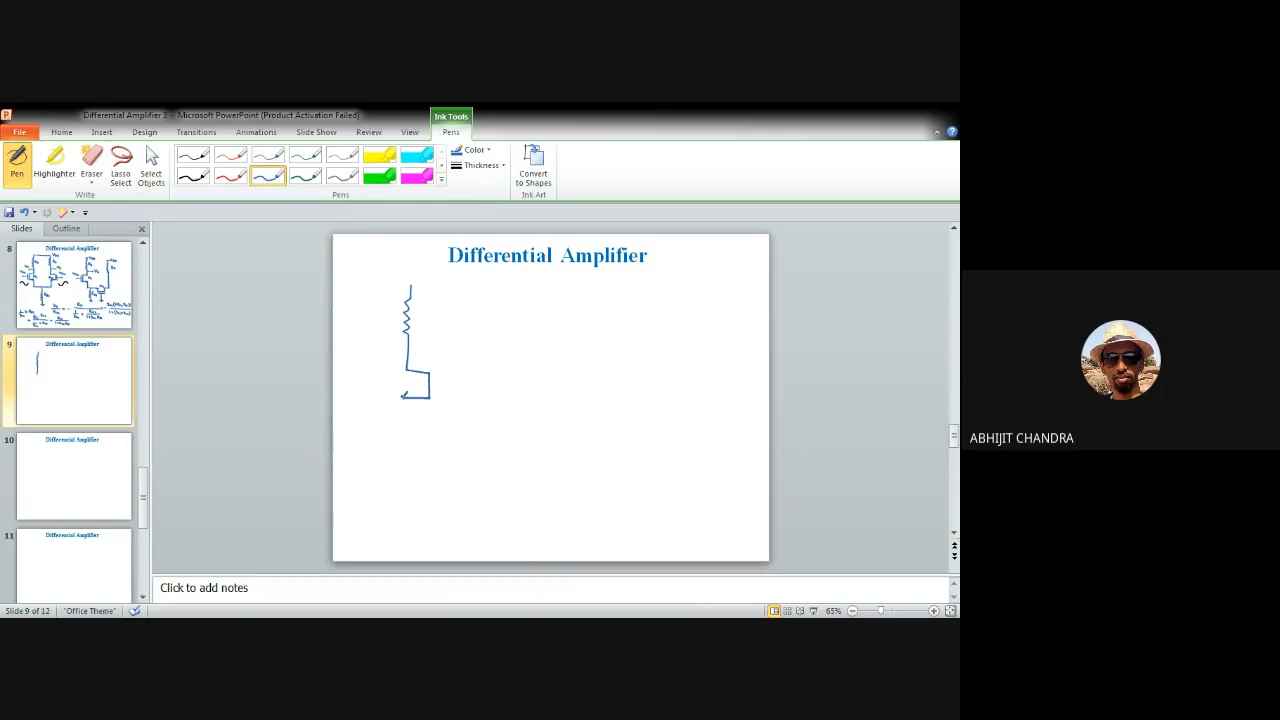 Differential Amplifier 3 - Microsoft PowerPoint (Product Activation Failed)
Ink Tools
File Home Insert Design Transitions Animations Slide Show Review View Pens
Pen Highlighter Eraser Lasso Select Select Objects
Color
Thickness
Convert to Shapes
Write Pens Ink Art
Slides Outline
8
Differential Amplifier
9
Differential Amplifier
10
Differential Amplifier
11
Differential Amplifier
Differential Amplifier
ABHIJIT CHANDRA
Click to add notes
Slide 9 of 12 "Office Theme" 65%